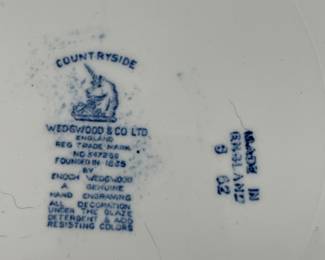 COUNTRYSIDE
WEDGWOOD & CO LTD
ENGLAND
REG TRADE MARK
FOUNDED IN 1835
BY
ENOCH WEDGWOOD
A GENUINE
HAND ENGRAVING
ALL DECORATION
UNDER THE GLAZE
DETERGENT & ACID
RESISTING COLORS
MADE IN
ENGLAND
6 62